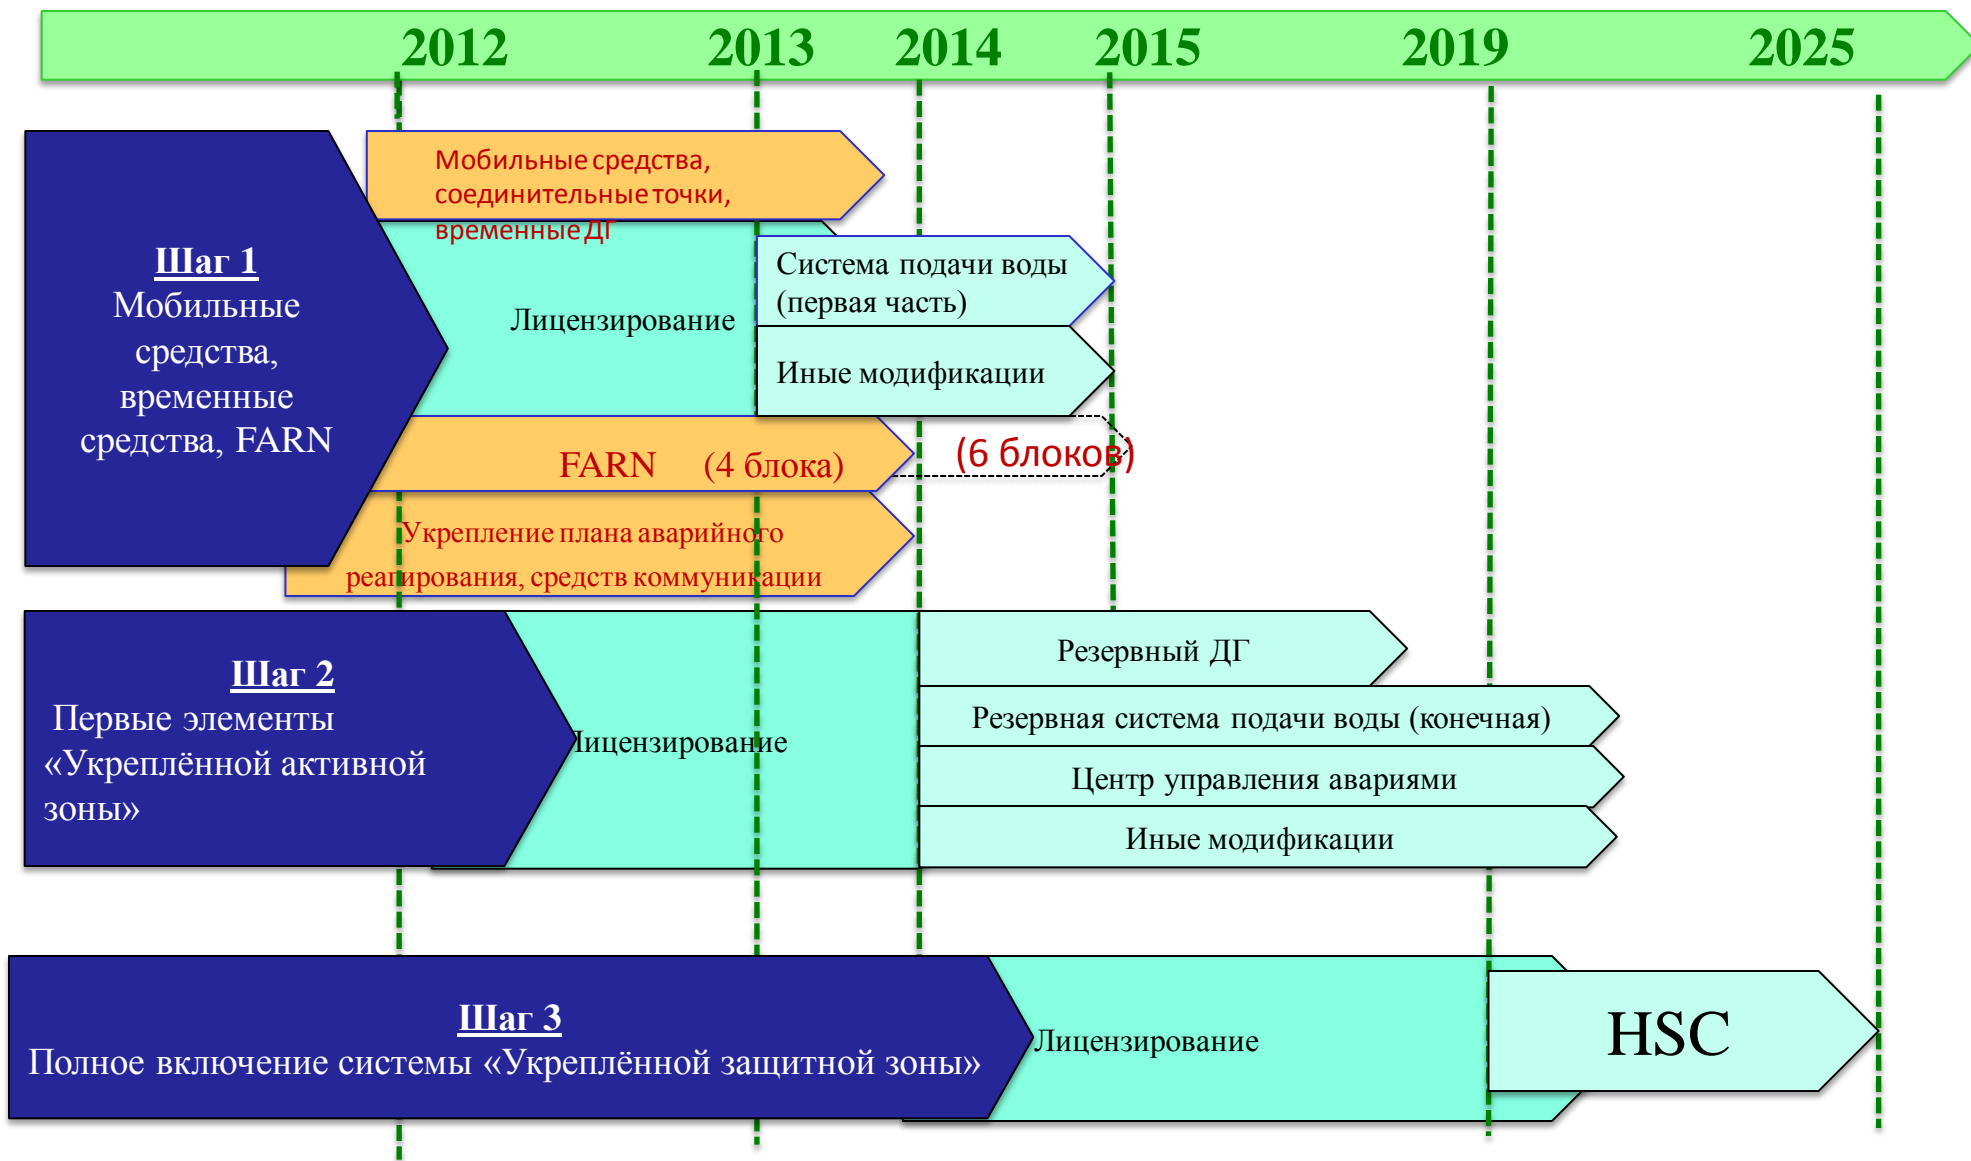 2012 2013 2014 2015 2019 2025
Шаг 1
Мобильные
средства,
временные
средства, FARN
Мобильные средства,
соединительные точки,
временные ДГ
Лицензирование
Система подачи воды
(первая часть)
Иные модификации
FARN (4 блока)
(6 блоков)
Укрепление плана аварийного
реагирования, средств коммуникации
Шаг 2
Первые элементы
«Укреплённой активной
зоны»
Лицензирование
Резервный ДГ
Резервная система подачи воды (конечная)
Центр управления авариями
Иные модификации
Шаг 3
Полное включение системы «Укреплённой защитной зоны»
Лицензирование
HSC